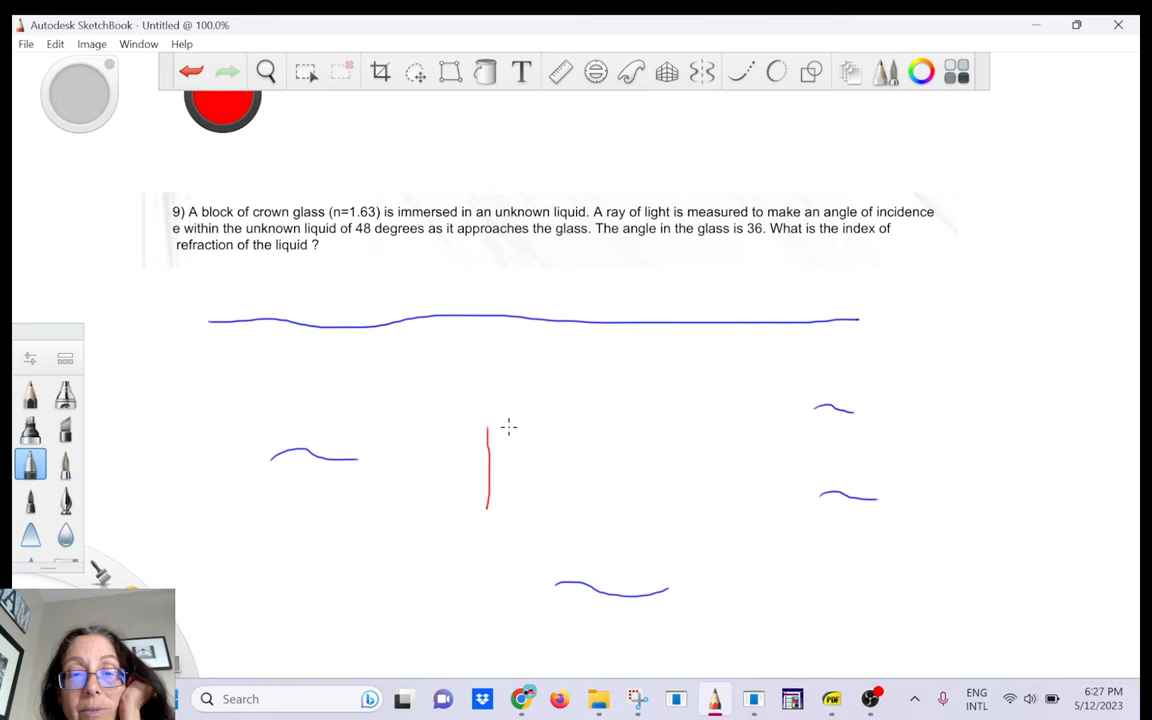 Autodesk SketchBook - Untitled @ 100.0%
File Edit Image Window Help
9) A block of crown glass (n=1.63) is immersed in an unknown liquid. A ray of light is measured to make an angle of incidence
e within the unknown liquid of 48 degrees as it approaches the glass. The angle in the glass is 36. What is the index of
refraction of the liquid ?
Search
ENG
INTL
6:27 PM
5/12/2023